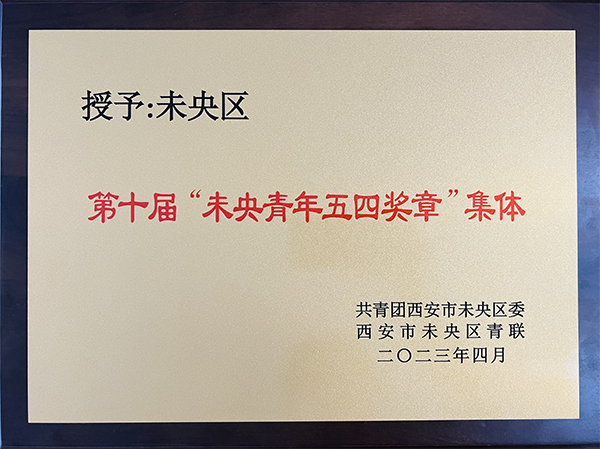 授予:未央区
第十届“未央青年五四奖章”集体
共青团西安市未央区委
西安市未央区青联
二〇二三年四月